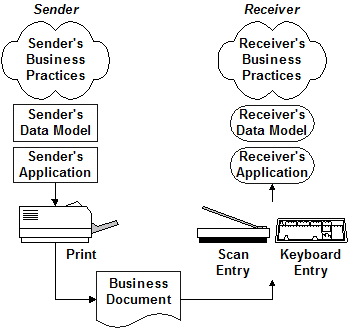 Sender
Receiver
Sender's
Business
Practices
Receiver's
Business
Practices
Sender's
Data Model
Receiver's
Data Model
Sender's
Application
Receiver's
Application
Print
Scan
Entry
Keyboard
Entry
Business
Document